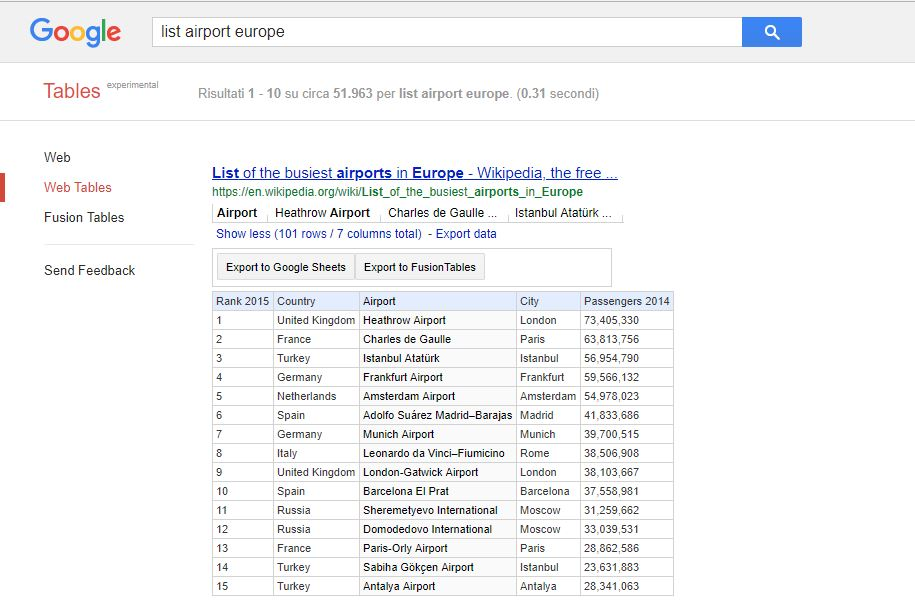 Google list airport europe
Tables experimental Risultati 1 - 10 su circa 51.963 per list airport europe. (0.31 secondi)
Web
Web Tables
Fusion Tables
Send Feedback
List of the busiest airports in Europe - Wikipedia, the free ...
https://en.wikipedia.org/wiki/List_of_the_busiest_airports_in_Europe
Airport Heathrow Airport Charles de Gaulle ... Istanbul Atatürk ...
Show less (101 rows / 7 columns total) - Export data
Export to Google Sheets Export to FusionTables
Rank 2015 Country Airport City Passengers 2014
1 United Kingdom Heathrow Airport London 73,405,330
2 France Charles de Gaulle Paris 63,813,756
3 Turkey Istanbul Atatürk Istanbul 56,954,790
4 Germany Frankfurt Airport Frankfurt 59,566,132
5 Netherlands Amsterdam Airport Amsterdam 54,978,023
6 Spain Adolfo Suárez Madrid–Barajas Madrid 41,833,686
7 Germany Munich Airport Munich 39,700,515
8 Italy Leonardo da Vinci–Fiumicino Rome 38,506,908
9 United Kingdom London-Gatwick Airport London 38,103,667
10 Spain Barcelona El Prat Barcelona 37,558,981
11 Russia Sheremetyevo International Moscow 31,259,662
12 Russia Domodedovo International Moscow 33,039,531
13 France Paris-Orly Airport Paris 28,862,586
14 Turkey Sabiha Gökçen Airport Istanbul 23,631,883
15 Turkey Antalya Airport Antalya 28,341,063